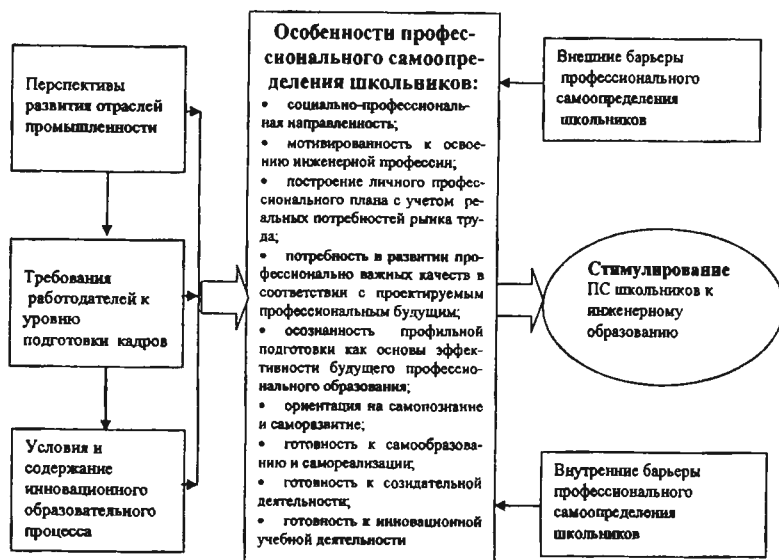 Перспективы
развития отраслей
промышленности
Требования
работодателей к
уровню
подготовки кадров
Условия и
содержание
инновационного
образовательного
процесса
Особенности профес-
сионального самоопре-
деления школьников:
• социально-профессиональ-
ная направленность;
• мотивированность к освое-
нию инженерной профессии;
• построение личного профес-
сионального плана с учетом ре-
альных потребностей рынка тру-
да;
• потребность в развитии про-
фессионально важных качеств в
соответствии с проектируемым
профессиональным будущим;
• осознанность профильной
подготовки как основы эффек-
тивности будущего профессио-
нального образования;
• ориентация на самопознание
и саморазвитие;
• готовность к самообразова-
нию и самореализации;
• готовность к созидательной
деятельности;
• готовность к инновационной
учебной деятельности
Внешние барьеры
профессионального
самоопределения
школьников
Стимулирование
ПС школьников к
инженерному
образованию
Внутренние барьеры
профессионального
самоопределения
школьников